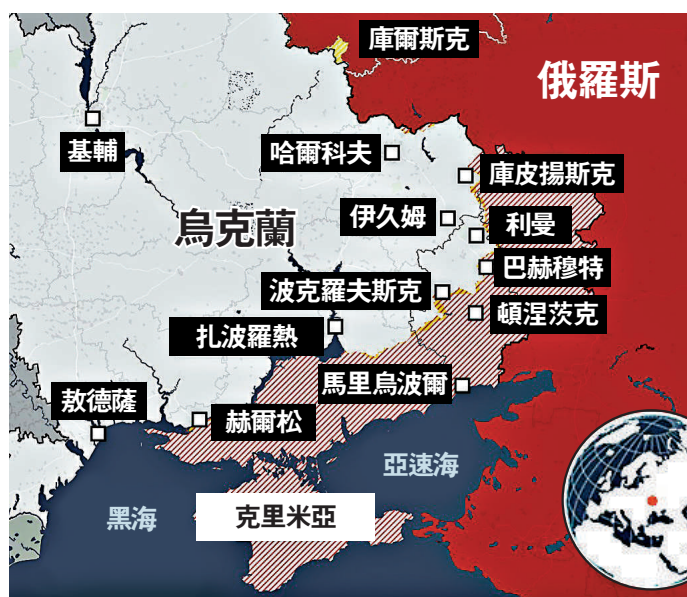 庫爾斯克
俄羅斯
基輔
哈爾科夫
庫皮揚斯克
烏克蘭
伊久姆
利曼
巴赫穆特
波克羅夫斯克
頓涅茨克
扎波羅熱
馬里烏波爾
敖德薩
赫爾松
亞速海
黑海
克里米亞